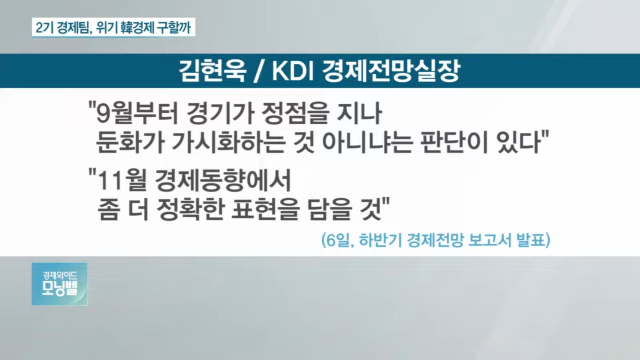 2기 경제팀, 위기 韓경제 구할까
김현욱 / KDI 경제전망실장
"9월부터 경기가 정점을 지나
둔화가 가시화하는 것 아니냐는 판단이 있다"
"11월 경제동향에서
좀 더 정확한 표현을 담을 것"
(6일, 하반기 경제전망 보고서 발표)
경제와이드
모닝벨